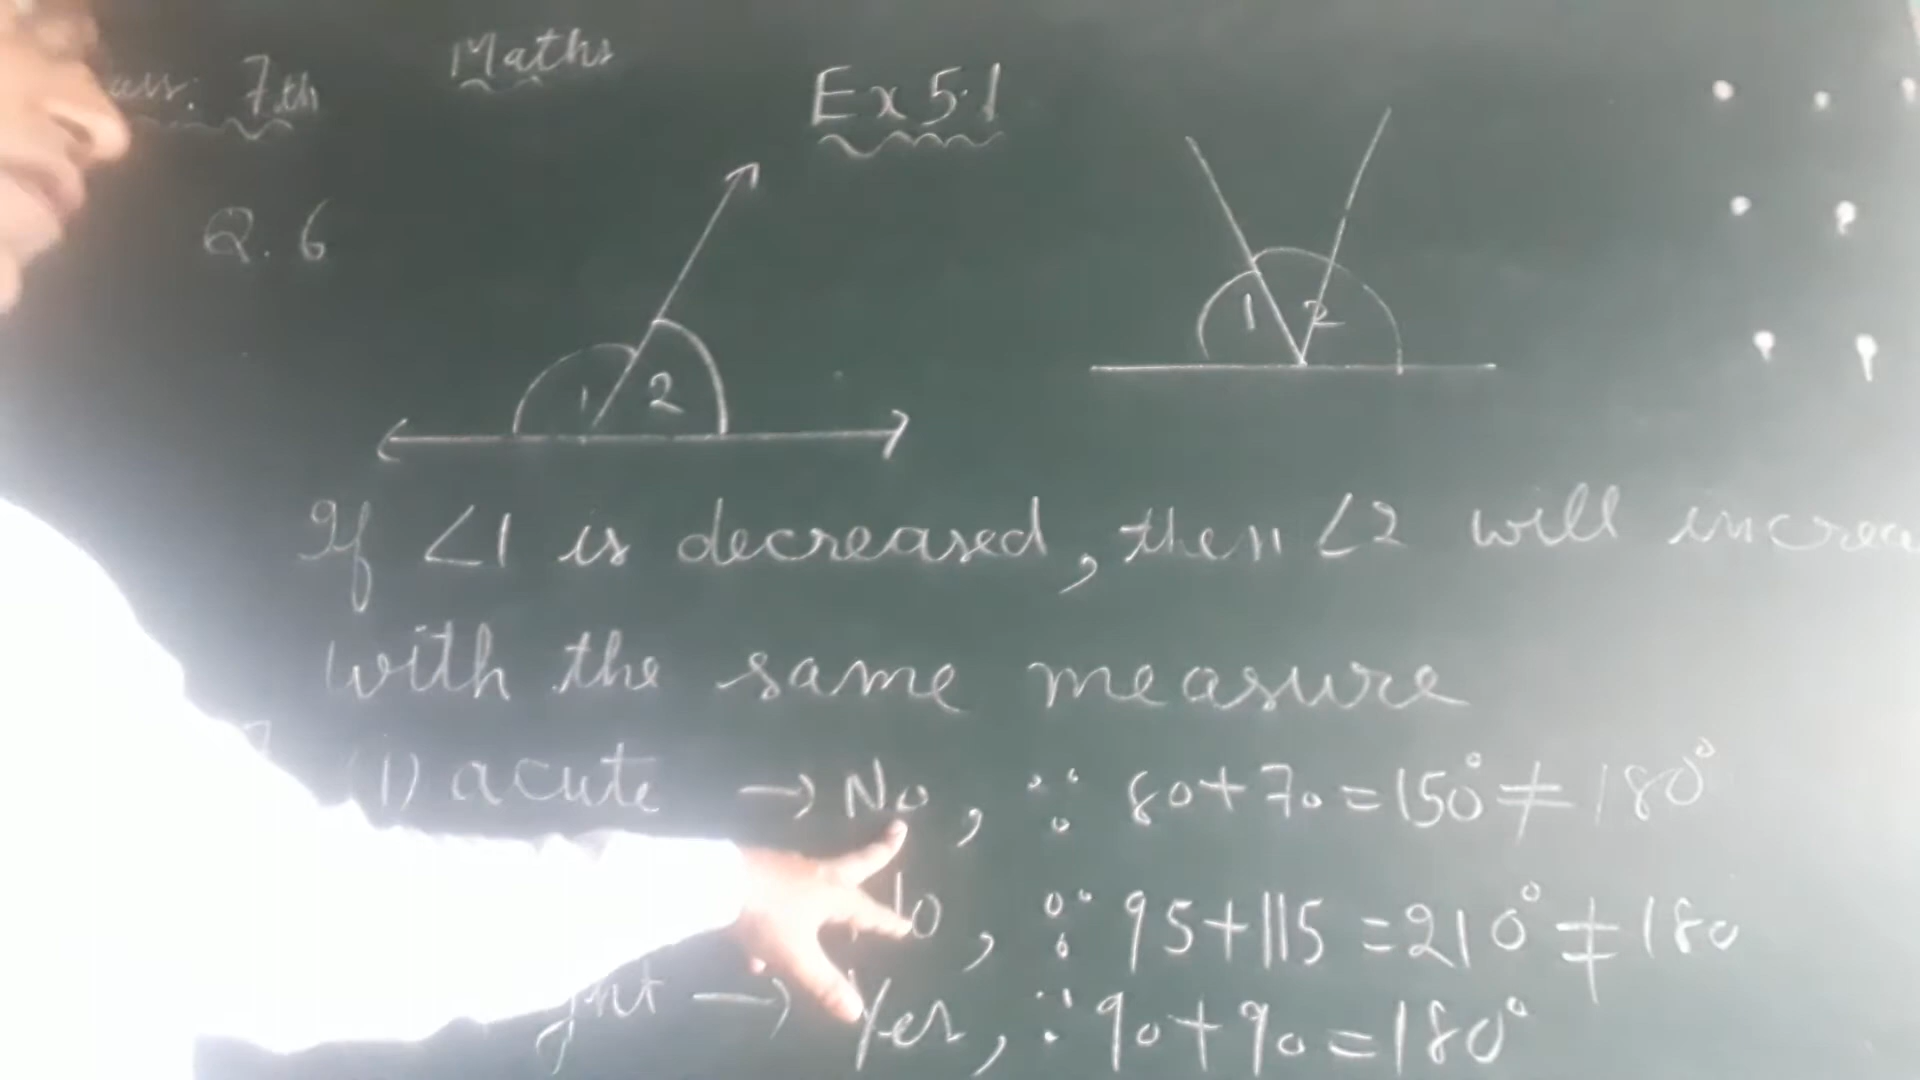 7th Maths Ex 5.1
Q. 6
1 2
1 2
If ∠1 is decreased, then ∠2 will increa
with the same measure
(1) acute → No, ∵ 80+70=150°≠180°
No, ∵ 95+115=210°≠180
→ Yes, ∵ 90+90=180°